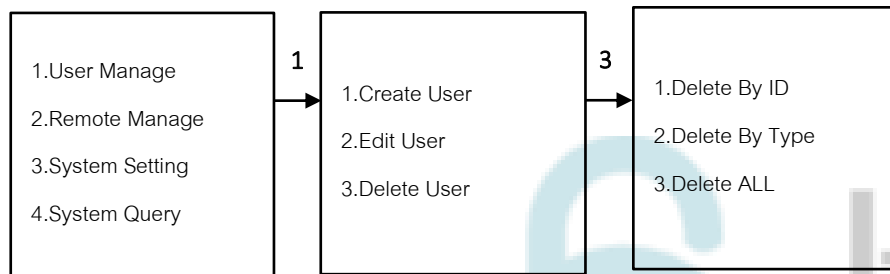 1.User Manage
2.Remote Manage
3.System Setting
4.System Query
1
1.Create User
2.Edit User
3.Delete User
3
1.Delete By ID
2.Delete By Type
3.Delete ALL